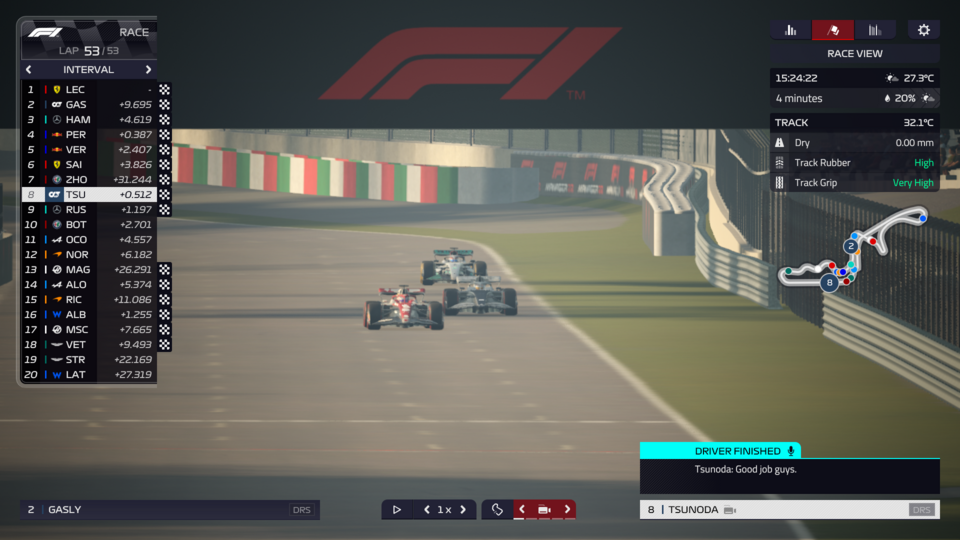 F1 RACE
LAP 53 / 53
INTERVAL
1 LEC -
2 GAS +9.695
3 HAM +4.619
4 PER +0.387
5 VER +2.407
6 SAI +3.826
7 ZHO +31.244
8 TSU +0.512
9 RUS +1.197
10 BOT +2.701
11 OCO +4.557
12 NOR +6.182
13 MAG +26.291
14 ALO +5.374
15 RIC +11.086
16 ALB +1.255
17 MSC +7.665
18 VET +9.493
19 STR +22.169
20 LAT +27.319
F1 TM
RACE VIEW
15:24:22 27.3°C
4 minutes 20%
TRACK 32.1°C
Dry 0.00 mm
Track Rubber High
Track Grip Very High
2
8
DRIVER FINISHED
Tsunoda: Good job guys.
2 GASLY DRS
1x
8 TSUNODA DRS